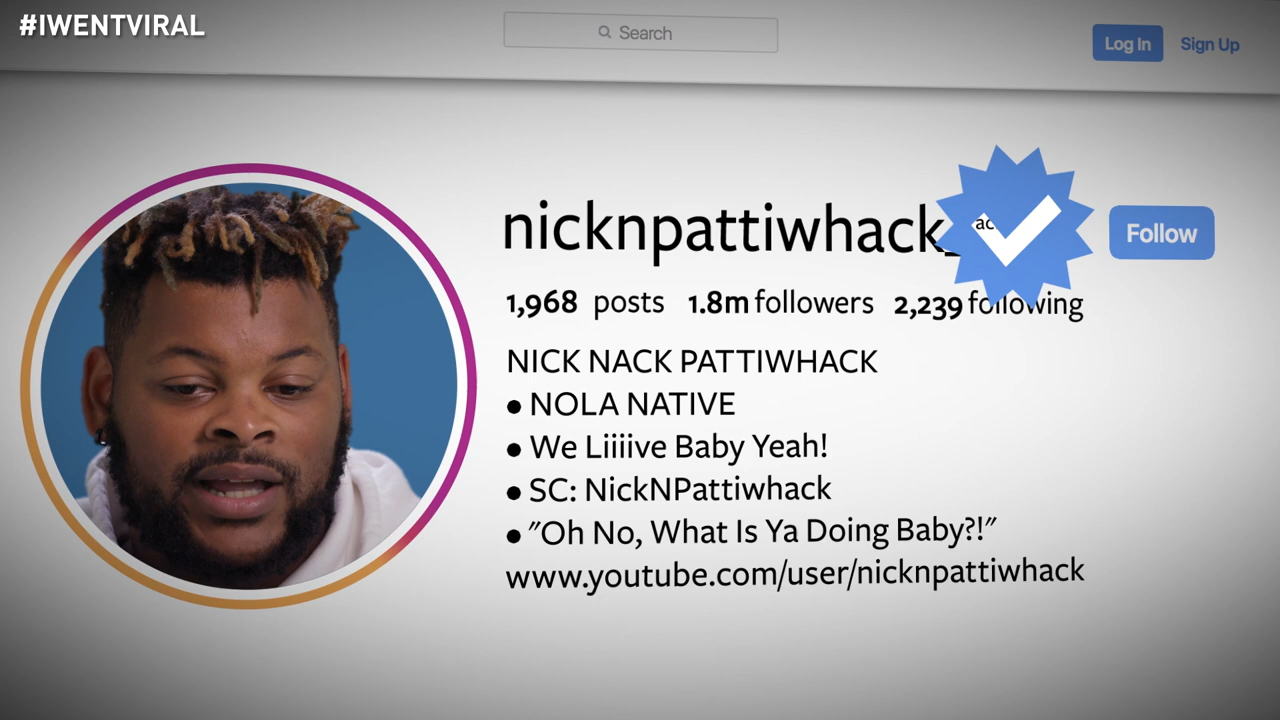 #IWENTVIRAL
Search
Log In
Sign Up
nicknpattiwhack_
Follow
1,968 posts 1.8m followers 2,239 following
NICK NACK PATTIWHACK
• NOLA NATIVE
• We Liiiive Baby Yeah!
• SC: NickNPattiwhack
• "Oh No, What Is Ya Doing Baby?!"
www.youtube.com/user/nicknpattiwhack